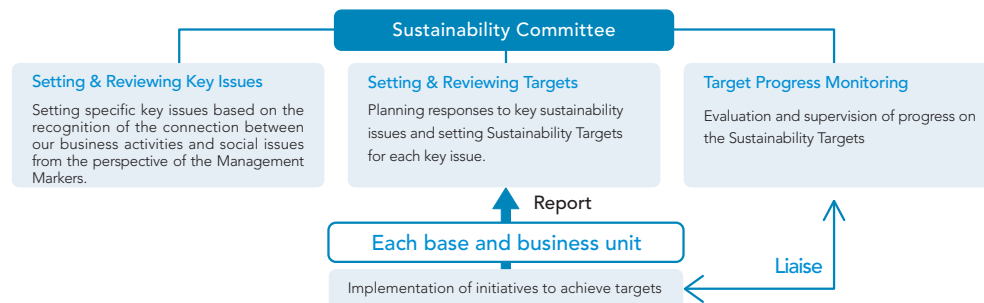 Sustainability Committee
Setting & Reviewing Key Issues
Setting specific key issues based on the
recognition of the connection between
our business activities and social issues
from the perspective of the Management
Markers.
Setting & Reviewing Targets
Planning responses to key sustainability
issues and setting Sustainability Targets
for each key issue.
Target Progress Monitoring
Evaluation and supervision of progress on
the Sustainability Targets
Report
Each base and business unit
Liaise
Implementation of initiatives to achieve targets